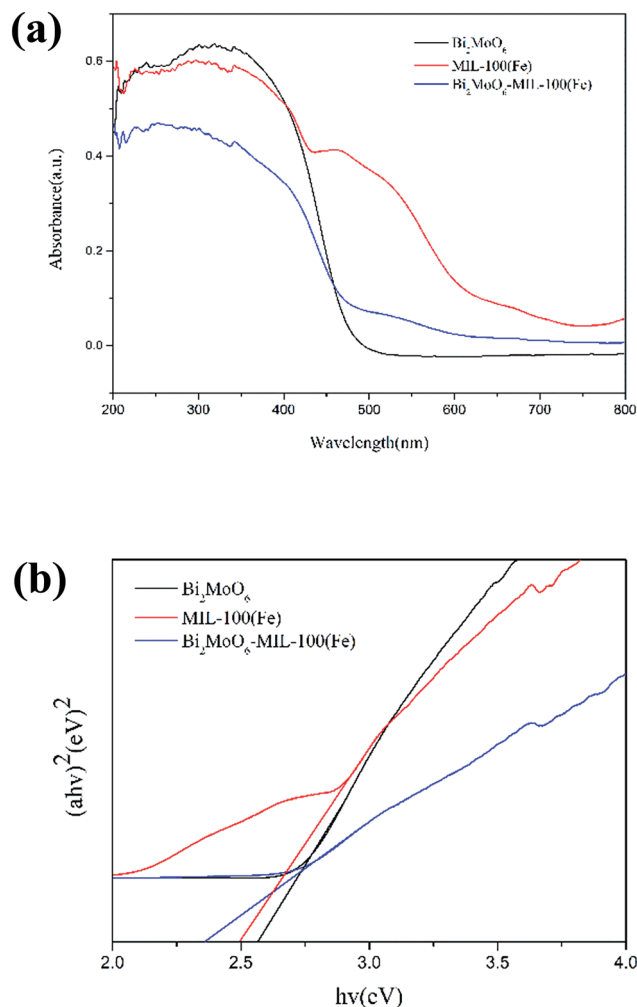 (a)
Bi₂MoO₆
MIL-100(Fe)
Bi₂MoO₆-MIL-100(Fe)
Absorbance(a.u.)
0.6
0.4
0.2
0.0
200 300 400 500 600 700 800
Wavelength(nm)
(b)
Bi₂MoO₆
MIL-100(Fe)
Bi₂MoO₆-MIL-100(Fe)
(ahv)²(eV)²
2.0 2.5 3.0 3.5 4.0
hv(eV)